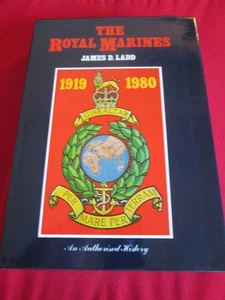 THE
ROYAL MARINES
JAMES D. LADD
1919 1980
GIBRALTAR
PER MARE PER TERRAM
An Authorised History